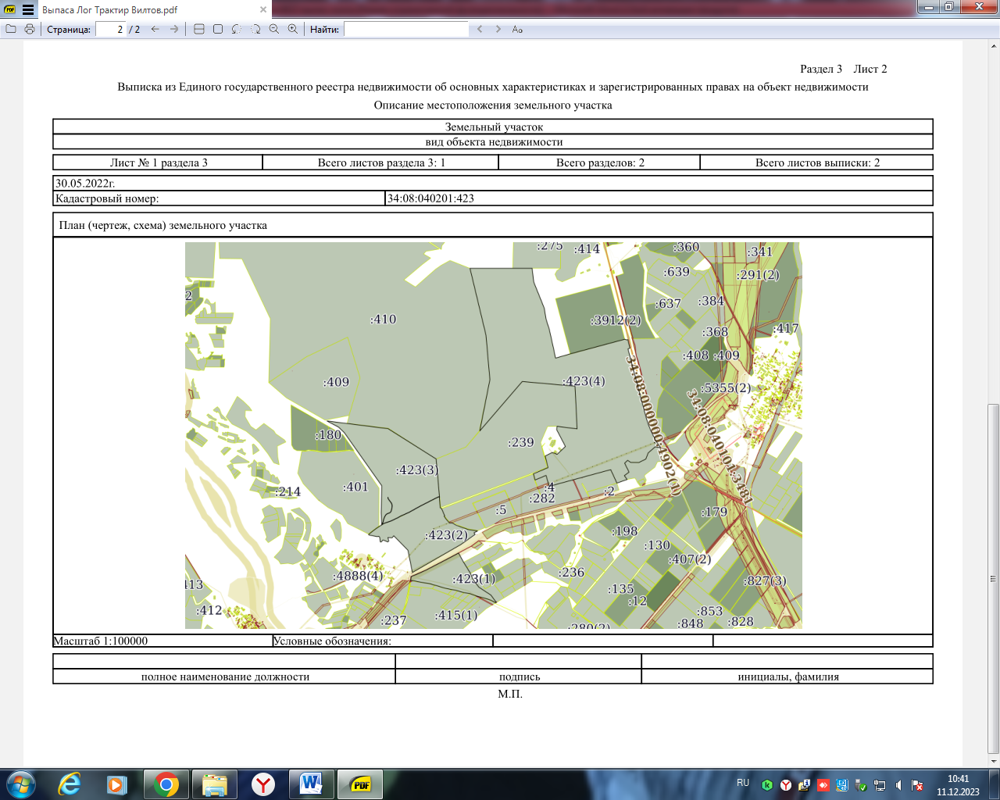 Выпаса Лог Трактир Вилтов.pdf
Страница: 2 / 2 Найти:
Раздел 3 Лист 2
Выписка из Единого государственного реестра недвижимости об основных характеристиках и зарегистрированных правах на объект недвижимости
Описание местоположения земельного участка
Земельный участок
вид объекта недвижимости
Лист № 1 раздела 3 Всего листов раздела 3: 1 Всего разделов: 2 Всего листов выписки: 2
30.05.2022г.
Кадастровый номер: 34:08:040201:423
План (чертеж, схема) земельного участка
:275 :414 :360 :341
:639 :291(2)
2 :637 :384
:410 :3912(2) :368 :417
:408 :409
:409 :423(4) :5355(2)
34:08:000000:4902(1)
34:08:040101:3481
:180 :239
:423(3)
:214 :401 :4 :2
:282
:5 :179
:423(2) :198
:130
:407(2)
:4888(4) :423(1) :236
413 :135 :827(3)
:412 :12
:237 :415(1) :853
:280(2) :848 :828
Масштаб 1:100000 Условные обозначения:
полное наименование должности подпись инициалы, фамилия
М.П.
RU
10:41
11.12.2023